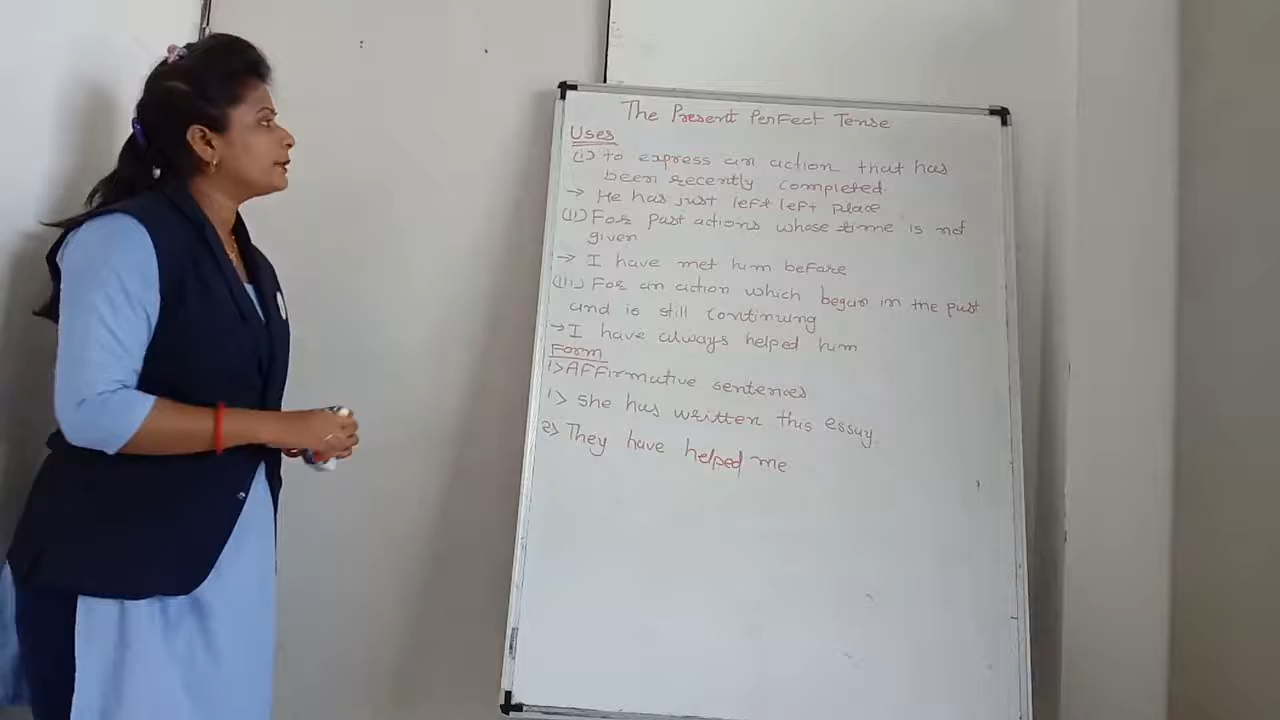 The Present Perfect Tense
Uses
(i) to express an action that has
been recently completed.
→ He has just left left place
(ii) For past actions whose time is not
given
→ I have met him before
(iii) For an action which begun in the past
and is still continuing
→ I have always helped him
Form
1> Affirmative sentences
1> she has written this essay
2> They have helped me